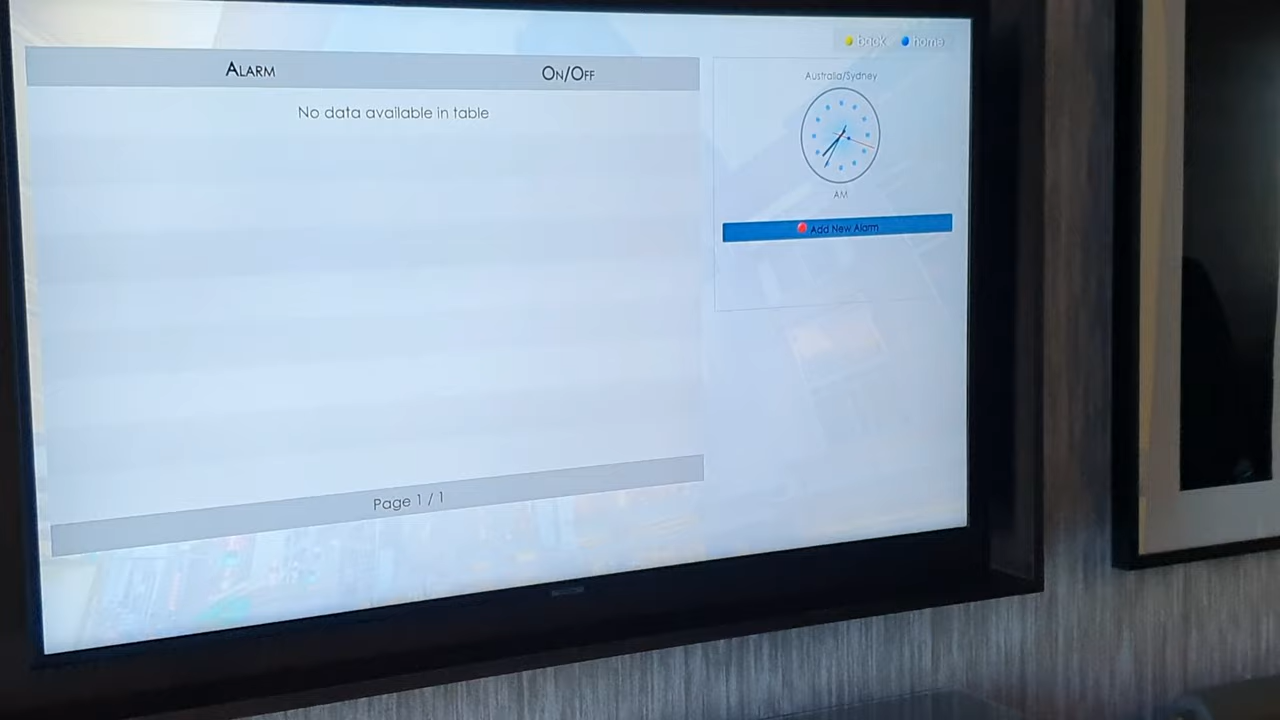 back home
Alarm On/Off
No data available in table
Page 1 / 1
Australia/Sydney
AM
Add New Alarm